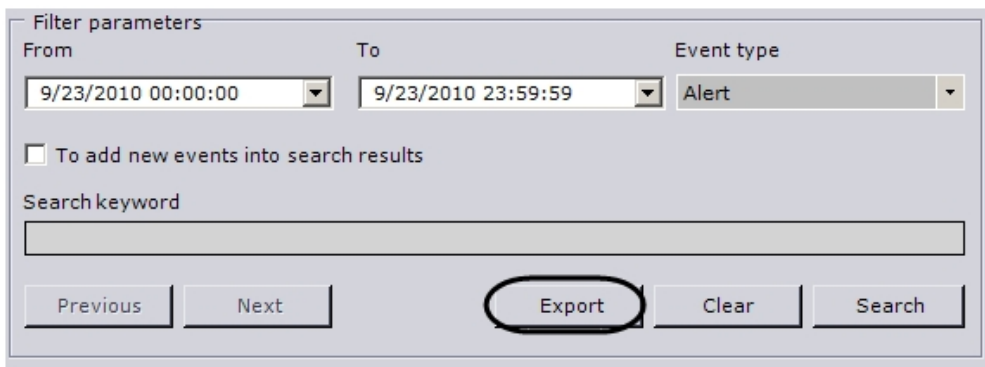 Filter parameters
From To Event type
9/23/2010 00:00:00 9/23/2010 23:59:59 Alert
To add new events into search results
Search keyword
Previous Next Export Clear Search